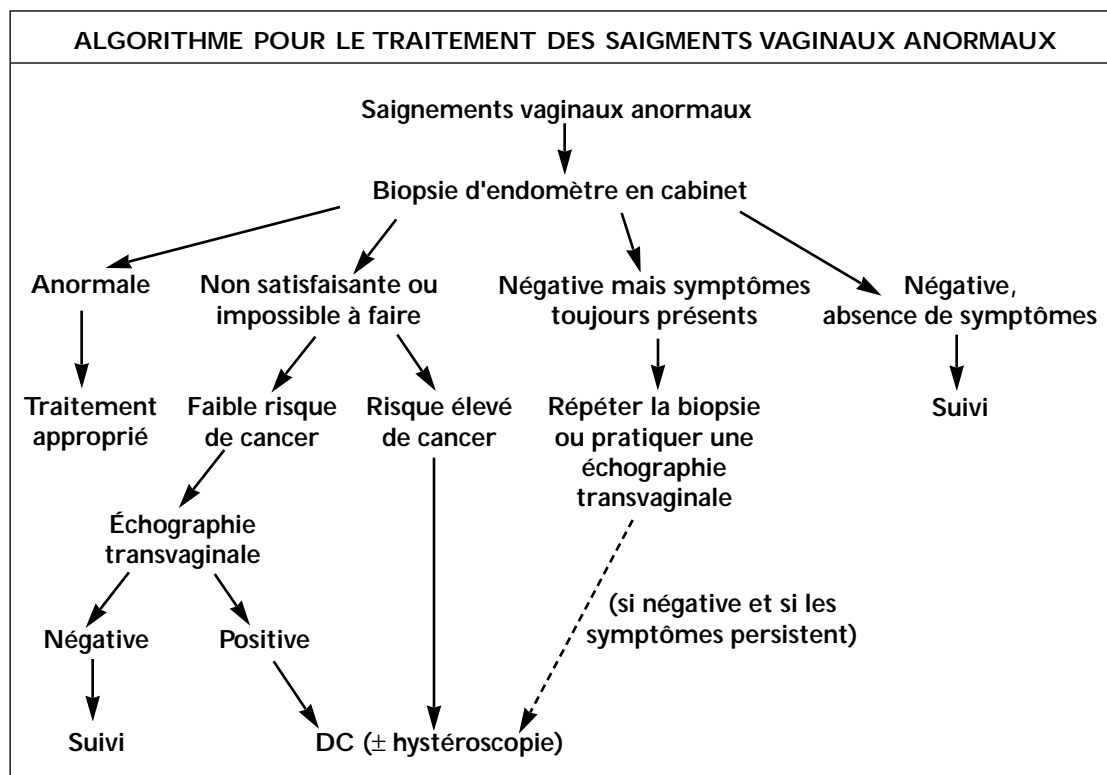 ALGORITHME POUR LE TRAITEMENT DES SAIGMENTS VAGINAUX ANORMAUX
Saignements vaginaux anormaux
Biopsie d'endomètre en cabinet
Anormale
Non satisfaisante ou
impossible à faire
Négative mais symptômes
toujours présents
Négative,
absence de symptômes
Traitement
approprié
Faible risque
de cancer
Risque élevé
de cancer
Répéter la biopsie
ou pratiquer une
échographie
transvaginale
Suivi
Échographie
transvaginale
(si négative et si les
symptômes persistent)
Négative
Positive
Suivi
DC (± hystéroscopie)